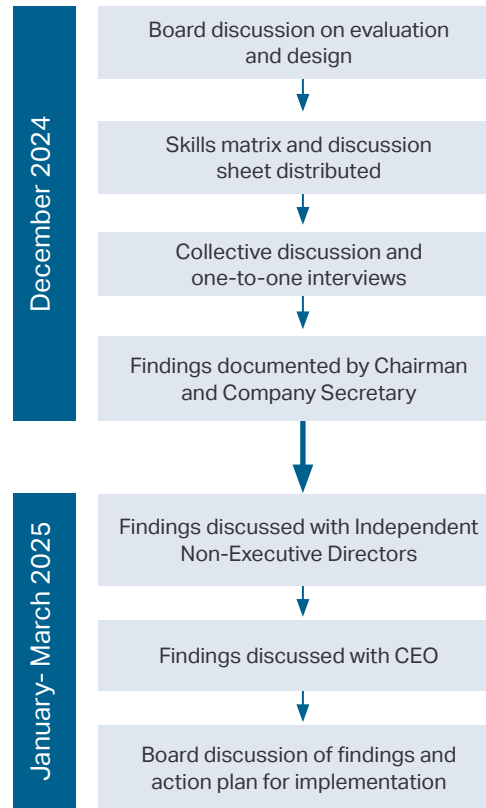 December 2024
Board discussion on evaluation
and design
Skills matrix and discussion
sheet distributed
Collective discussion and
one-to-one interviews
Findings documented by Chairman
and Company Secretary
January- March 2025
Findings discussed with Independent
Non-Executive Directors
Findings discussed with CEO
Board discussion of findings and
action plan for implementation